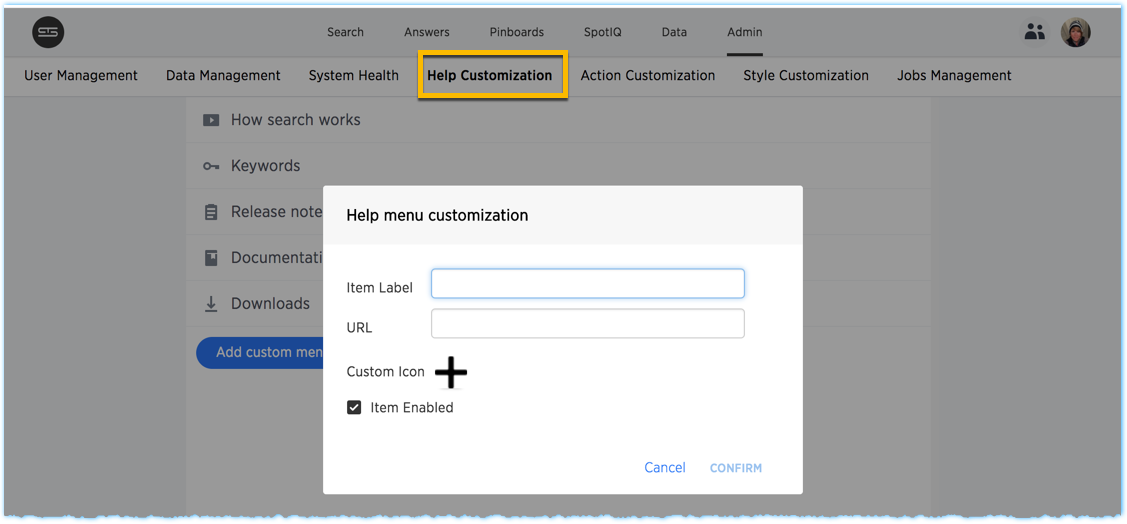 Search Answers Pinboards SpotIQ Data Admin
User Management Data Management System Health Help Customization Action Customization Style Customization Jobs Management
How search works
Keywords
Release note
Documentati
Downloads
Add custom men
Help menu customization
Item Label
URL
Custom Icon
Item Enabled
Cancel CONFIRM